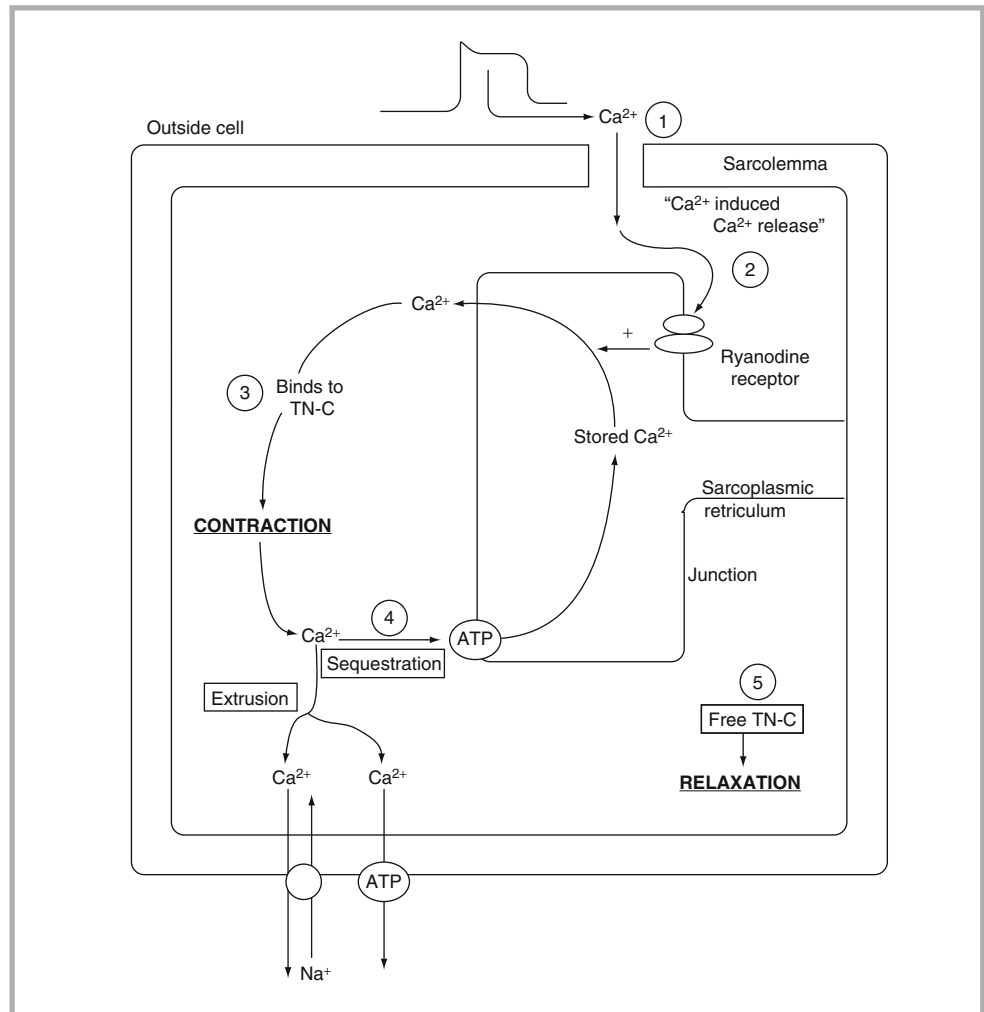 Ca²⁺
1
Outside cell
Sarcolemma
“Ca²⁺ induced
Ca²⁺ release”
2
Ca²⁺
+
Ryanodine
receptor
3
Binds to
TN-C
Stored Ca²⁺
CONTRACTION
Sarcoplasmic
retriculum
Junction
4
Ca²⁺
ATP
Sequestration
Extrusion
5
Free TN-C
RELAXATION
Ca²⁺
Ca²⁺
ATP
Na⁺